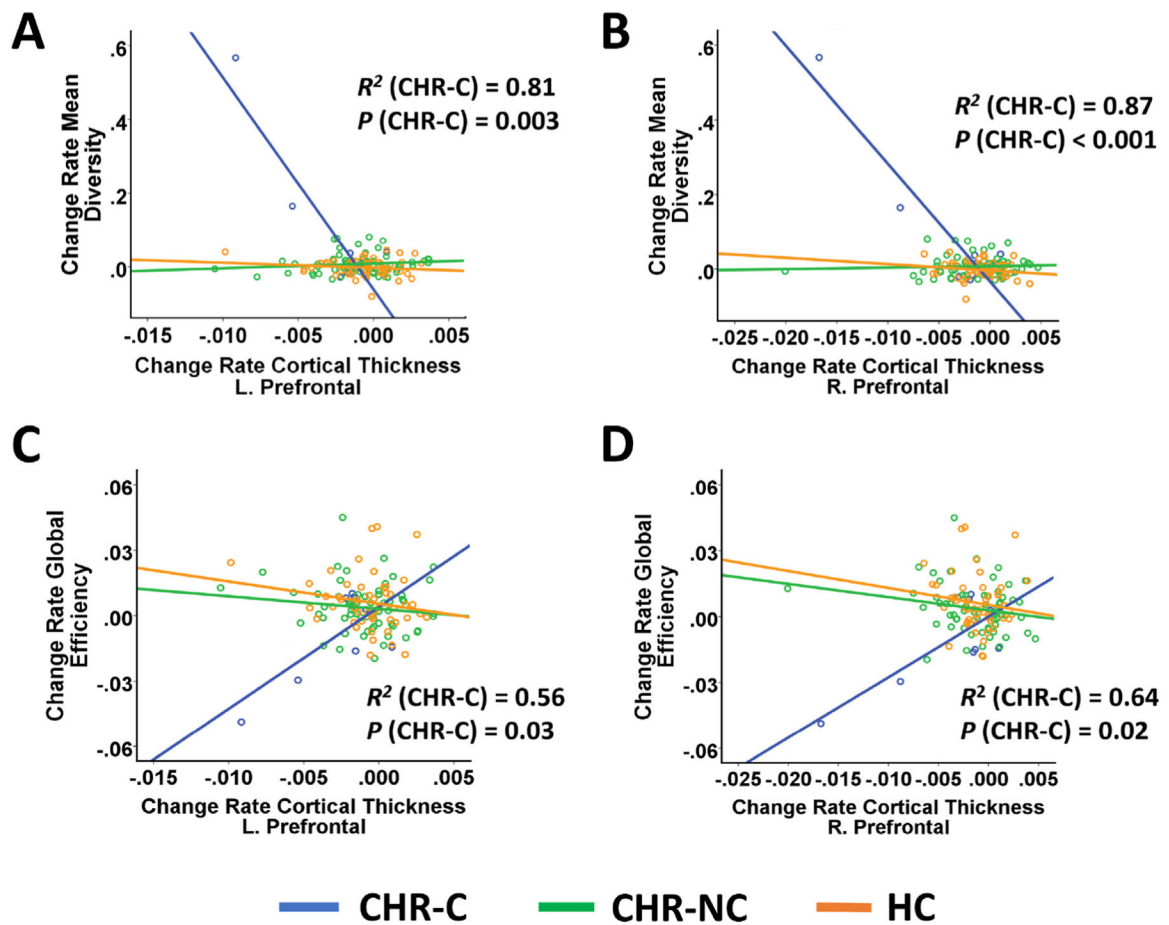 A
.6
.4
.2
.0
Change Rate Mean
Diversity
R² (CHR-C) = 0.81
P (CHR-C) = 0.003
-.015 -.010 -.005 .000 .005
Change Rate Cortical Thickness
L. Prefrontal
B
.6
.4
.2
.0
Change Rate Mean
Diversity
R² (CHR-C) = 0.87
P (CHR-C) < 0.001
-.025 -.020 -.015 -.010 -.005 .000 .005
Change Rate Cortical Thickness
R. Prefrontal
C
.06
.03
.00
-.03
-.06
Change Rate Global
Efficiency
R² (CHR-C) = 0.56
P (CHR-C) = 0.03
-.015 -.010 -.005 .000 .005
Change Rate Cortical Thickness
L. Prefrontal
D
.06
.03
.00
-.03
-.06
Change Rate Global
Efficiency
R² (CHR-C) = 0.64
P (CHR-C) = 0.02
-.025 -.020 -.015 -.010 -.005 .000 .005
Change Rate Cortical Thickness
R. Prefrontal
CHR-C CHR-NC HC